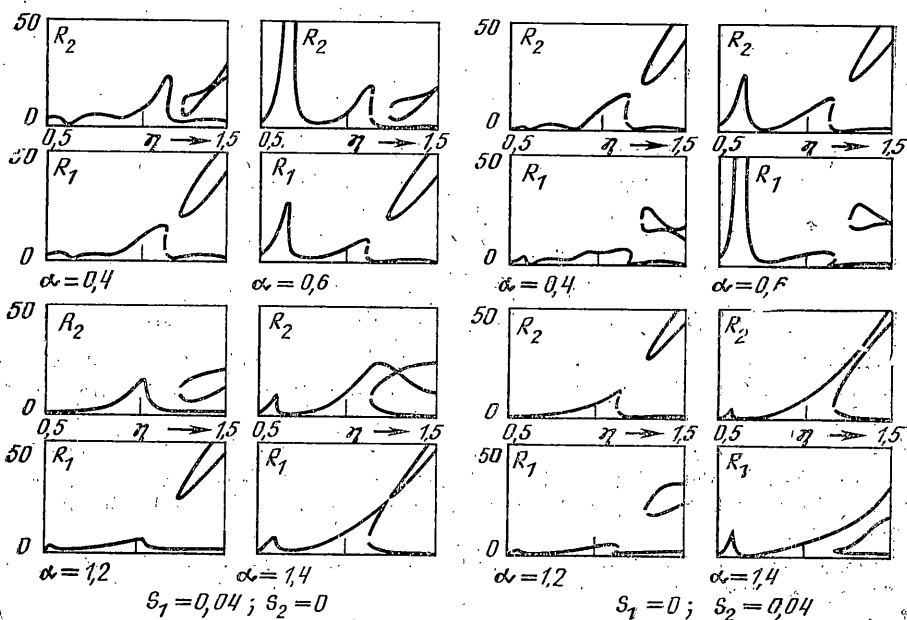 50 R₂ R₂ 50 R₂ R₂
0 0
0,5 η → 1,5 0,5 η → 1,5 0,5 η → 1,5 0,5 η → 1,5
50 R₁ R₁ 50 R₁ R₁
0 0
α = 0,4 α = 0,6 α = 0,4 α = 0,6
50 R₂ R₂ 50 R₂ R₂
0 0
0,5 η → 1,5 0,5 η → 1,5 0,5 η → 1,5 0,5 η → 1,5
50 R₁ R₁ 50 R₁ R₁
0 0
α = 1,2 α = 1,4 α = 1,2 α = 1,4
S₁ = 0,04 ; S₂ = 0 S₁ = 0 ; S₂ = 0,04